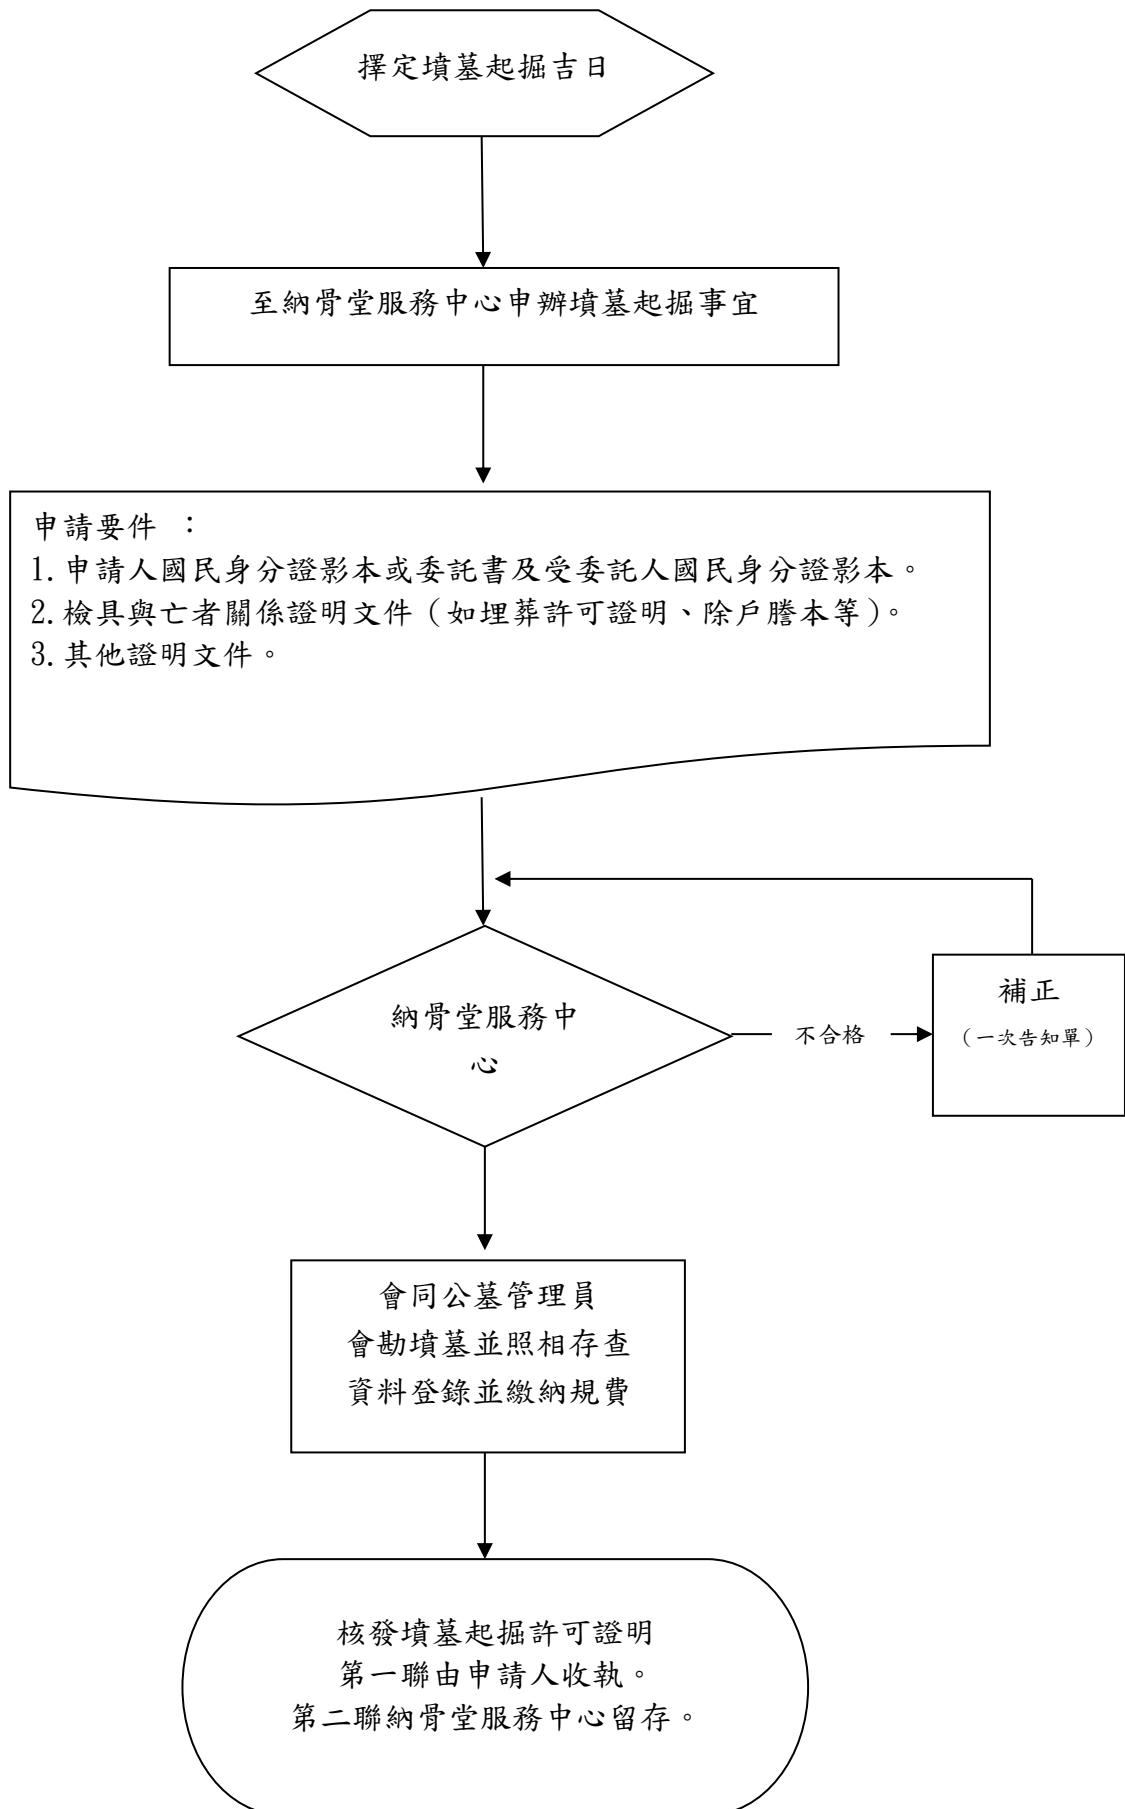 擇定墳墓起掘吉日
至納骨堂服務中心申辦墳墓起掘事宜
申請要件 ：
1.申請人國民身分證影本或委託書及受委託人國民身分證影本。
2.檢具與亡者關係證明文件（如埋葬許可證明、除戶謄本等）。
3.其他證明文件。
納骨堂服務中
心
不合格
補正
（一次告知單）
會同公墓管理員
會勘墳墓並照相存查
資料登錄並繳納規費
核發墳墓起掘許可證明
第一聯由申請人收執。
第二聯納骨堂服務中心留存。